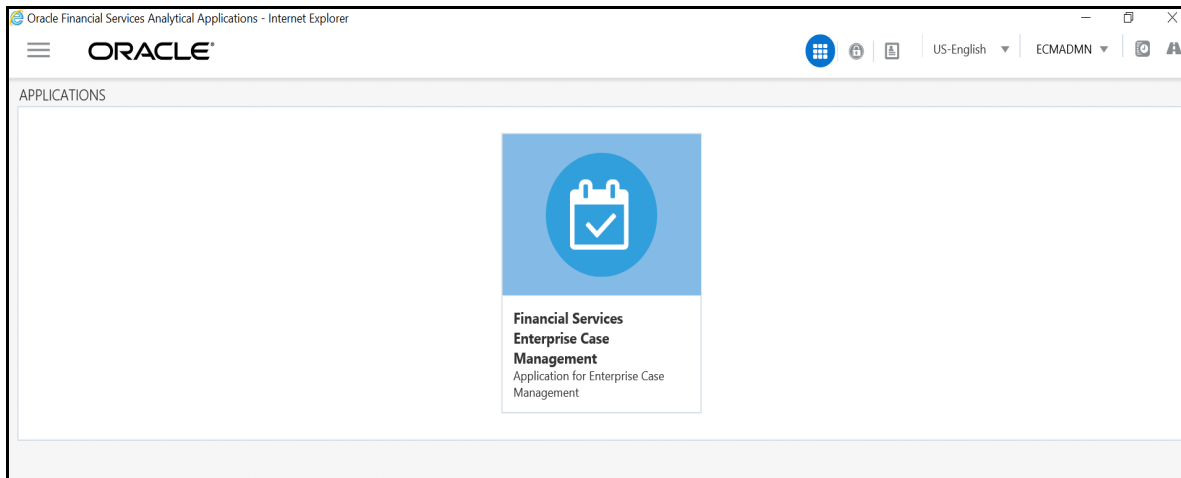 Oracle Financial Services Analytical Applications - Internet Explorer
ORACLE®
US-English
ECMADMN
APPLICATIONS
Financial Services
Enterprise Case
Management
Application for Enterprise Case
Management